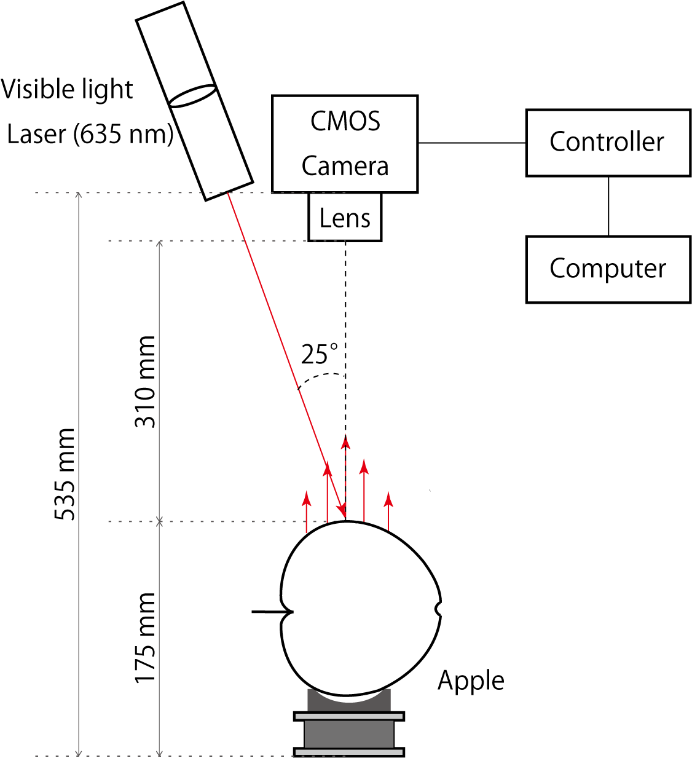 Visible light
Laser (635 nm)
CMOS
Camera
Controller
Lens
Computer
25°
310 mm
535 mm
175 mm
Apple